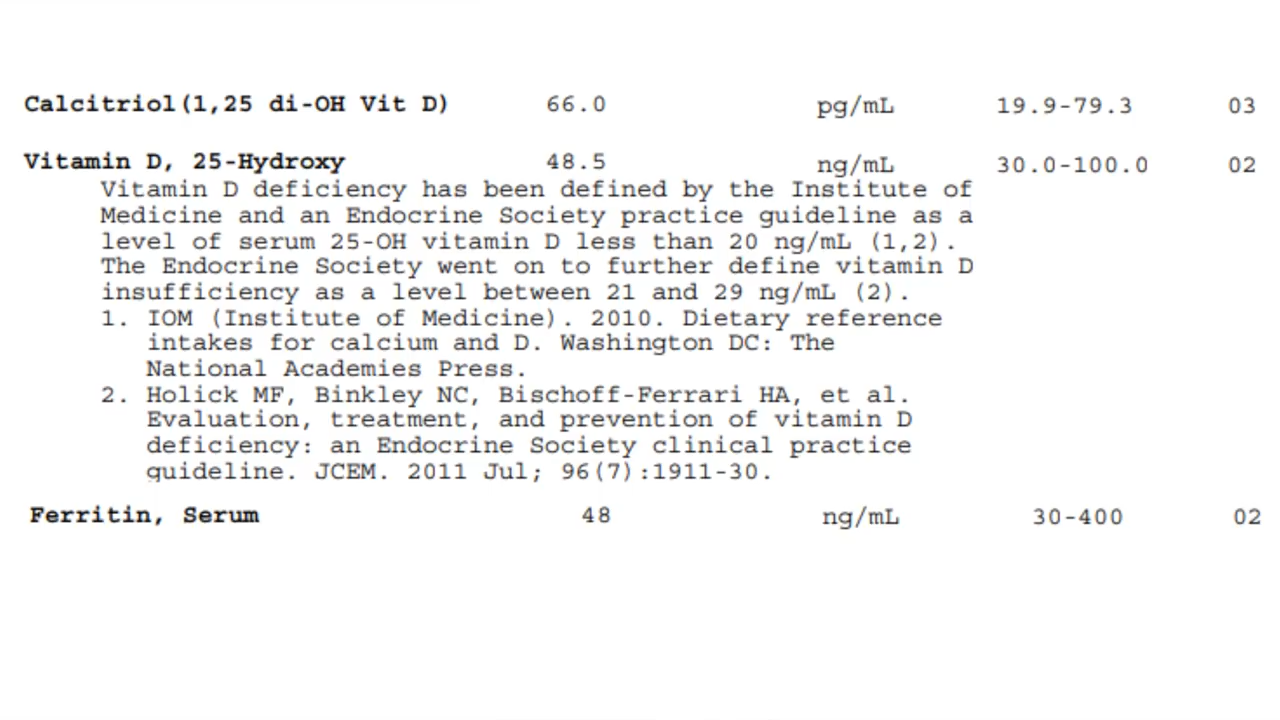 Calcitriol(1,25 di-OH Vit D) 66.0 pg/mL 19.9-79.3 03
Vitamin D, 25-Hydroxy 48.5 ng/mL 30.0-100.0 02
Vitamin D deficiency has been defined by the Institute of
Medicine and an Endocrine Society practice guideline as a
level of serum 25-OH vitamin D less than 20 ng/mL (1,2).
The Endocrine Society went on to further define vitamin D
insufficiency as a level between 21 and 29 ng/mL (2).
1. IOM (Institute of Medicine). 2010. Dietary reference
intakes for calcium and D. Washington DC: The
National Academies Press.
2. Holick MF, Binkley NC, Bischoff-Ferrari HA, et al.
Evaluation, treatment, and prevention of vitamin D
deficiency: an Endocrine Society clinical practice
guideline. JCEM. 2011 Jul; 96(7):1911-30.
Ferritin, Serum 48 ng/mL 30-400 02